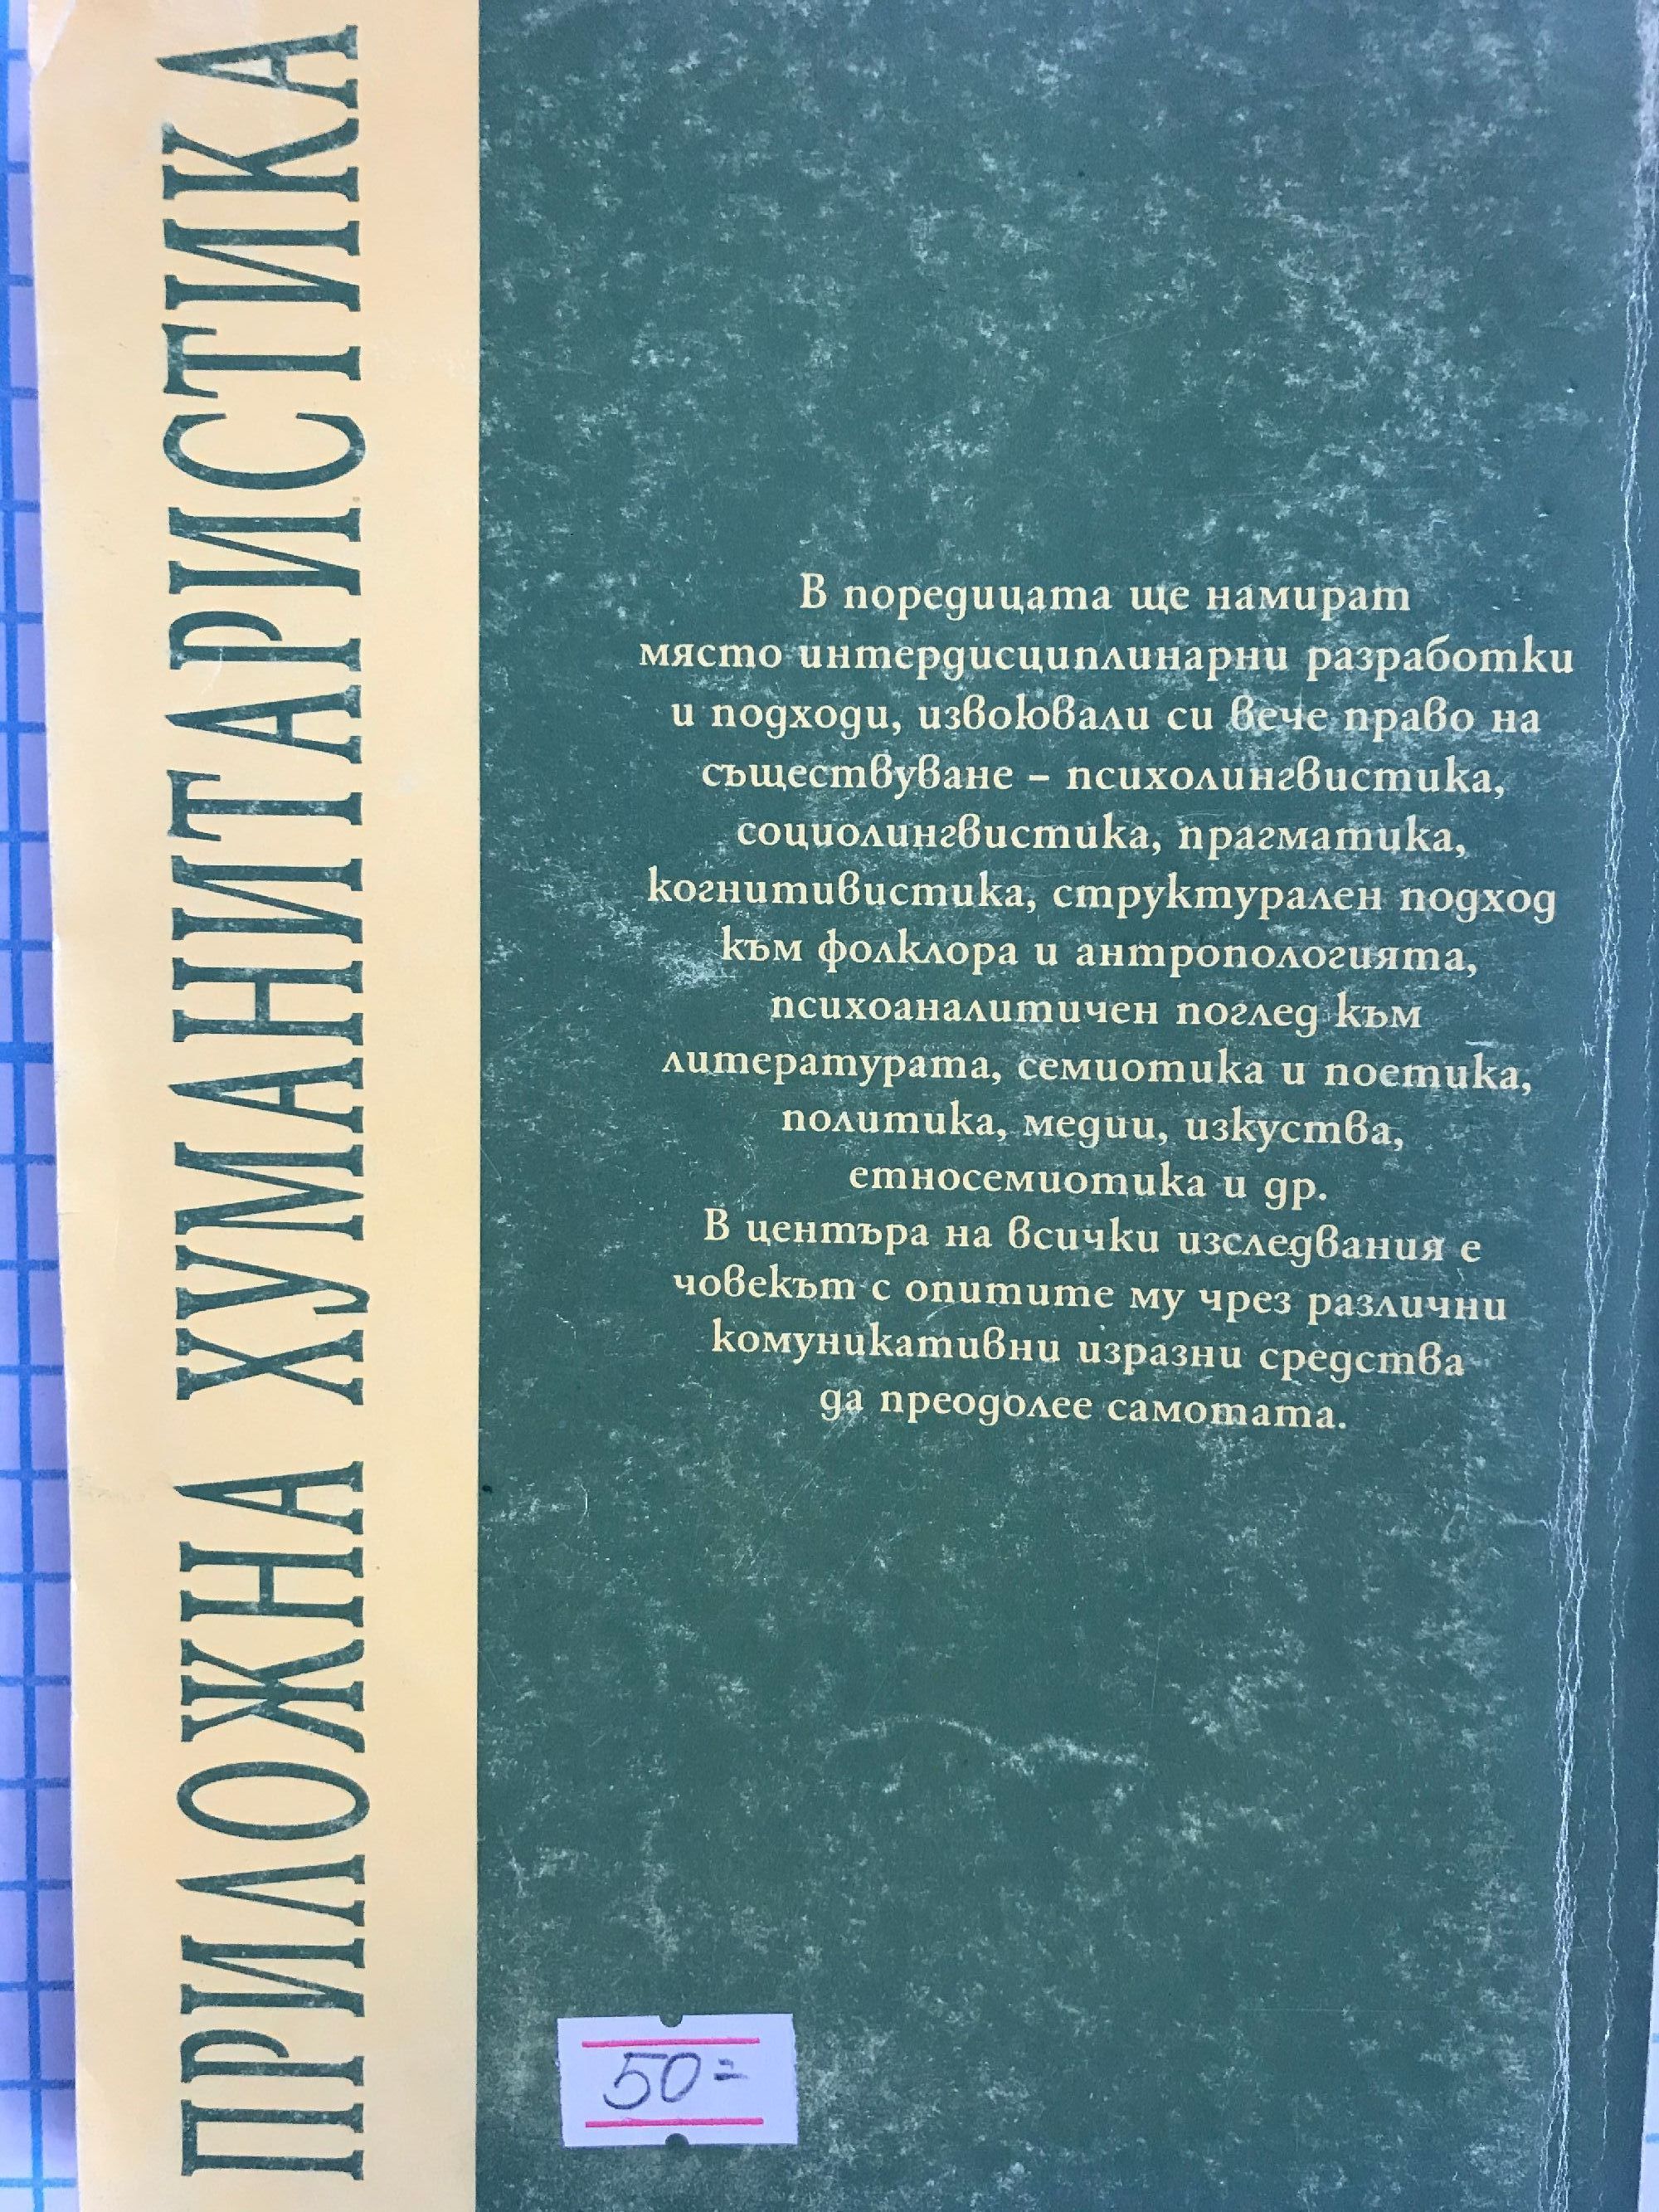 ПРИЛОЖНА ХУМАНИТАРИСТИКА
В поредицата ще намират
място интердисциплинарни разработки
и подходи, извоювали си вече право на
съществуване – психолингвистика,
социолингвистика, прагматика,
когнитивистика, структурален подход
към фолклора и антропологията,
психоаналитичен поглед към
литературата, семиотика и поетика,
политика, медии, изкуства,
етносемиотика и др.
В центъра на всички изследвания е
човекът с опитите му чрез различни
комуникативни изразни средства
да преодолее самотата.
50=